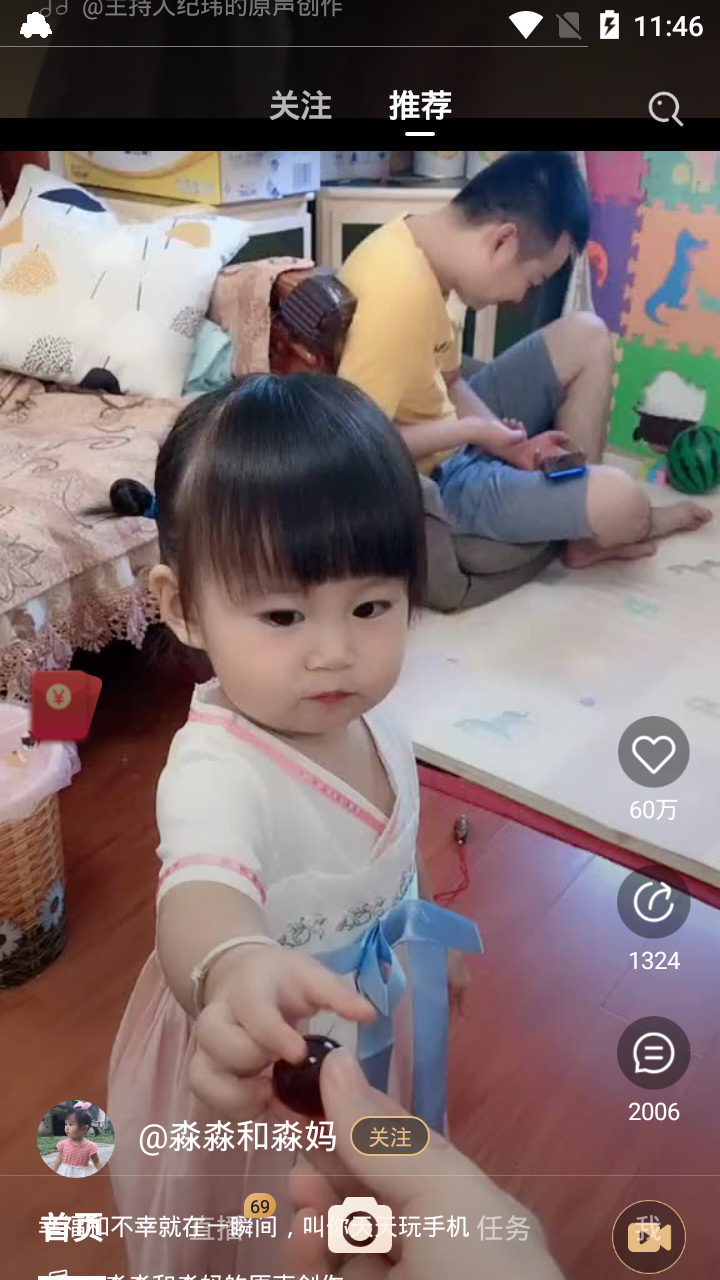 @主持人纪玮的原声创作
11:46
关注
推荐
¥
60万
1324
2006
@淼淼和淼妈
关注
幸福和不幸就在一瞬间，叫你天天玩手机
首页
直播
69
任务
我
淼淼和淼妈的原声创作